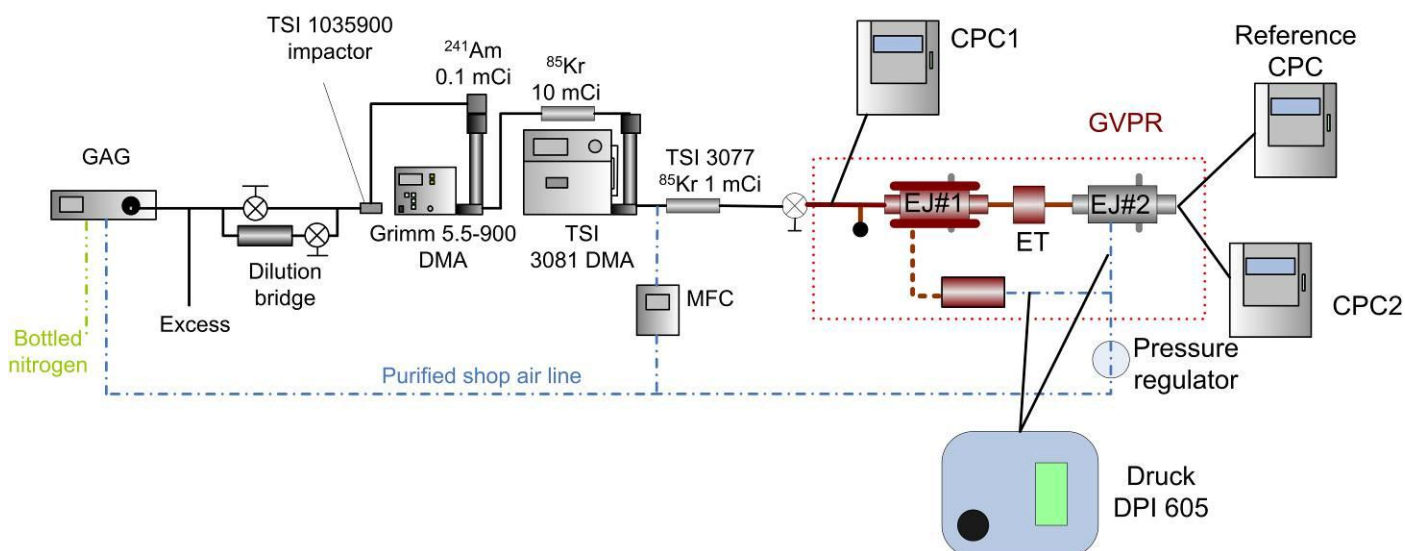 TSI 1035900
impactor
²⁴¹Am
0.1 mCi
⁸⁵Kr
10 mCi
CPC1
Reference
CPC
GVPR
GAG
TSI 3077
⁸⁵Kr 1 mCi
EJ#1
EJ#2
ET
Grimm 5.5-900
DMA
TSI
3081 DMA
Dilution
bridge
MFC
CPC2
Excess
Bottled
nitrogen
Purified shop air line
Pressure
regulator
Druck
DPI 605